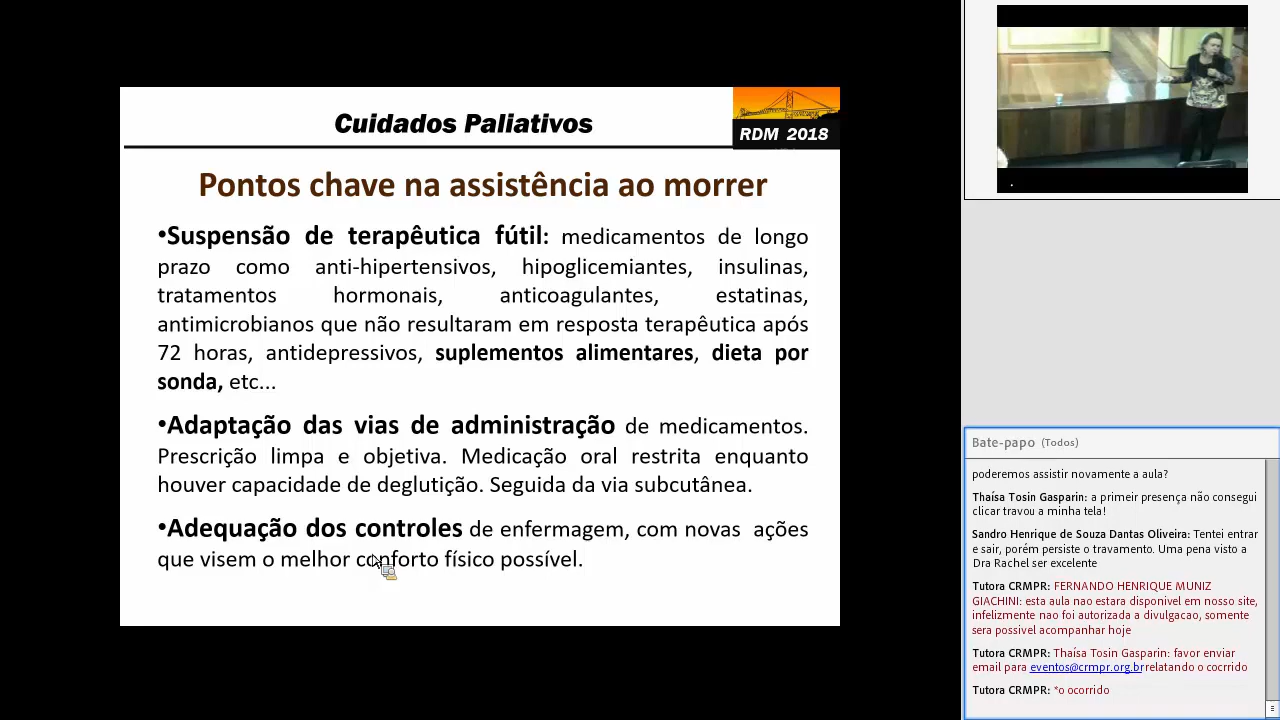 Cuidados Paliativos
RDM 2018
Pontos chave na assistência ao morrer
•Suspensão de terapêutica fútil: medicamentos de longo
prazo como anti-hipertensivos, hipoglicemiantes, insulinas,
tratamentos hormonais, anticoagulantes, estatinas,
antimicrobianos que não resultaram em resposta terapêutica após
72 horas, antidepressivos, suplementos alimentares, dieta por
sonda, etc...
•Adaptação das vias de administração de medicamentos.
Prescrição limpa e objetiva. Medicação oral restrita enquanto
houver capacidade de deglutição. Seguida da via subcutânea.
•Adequação dos controles de enfermagem, com novas ações
que visem o melhor conforto físico possível.
Bate-papo (Todos)
poderemos assistir novamente a aula?
Thaísa Tosin Gasparin: a primeir presença não consegui
clicar travou a minha tela!
Sandro Henrique de Souza Dantas Oliveira: Tentei entrar
e sair, porém persiste o travamento. Uma pena visto a
Dra Rachel ser excelente
Tutora CRMPR: FERNANDO HENRIQUE MUNIZ
GIACHINI: esta aula nao estara disponivel em nosso site,
infelizmente nao foi autorizada a divulgacao, somente
sera possivel acompanhar hoje
Tutora CRMPR: Thaísa Tosin Gasparin: favor enviar
email para eventos@crmpr.org.br relatando o cocrrido
Tutora CRMPR: *o ocorrido